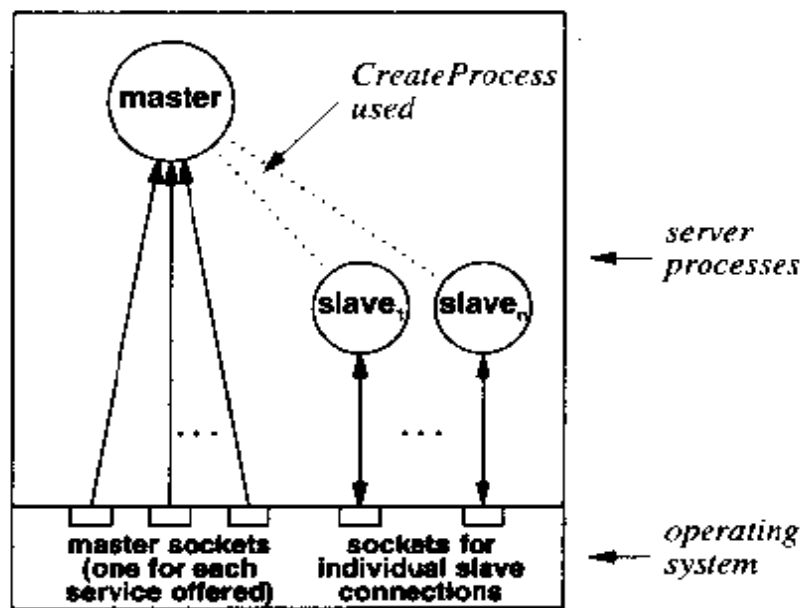 master
CreateProcess
used
server
processes
slave₁
slaveₙ
master sockets
(one for each
service offered)
sockets for
individual slave
connections
operating
system